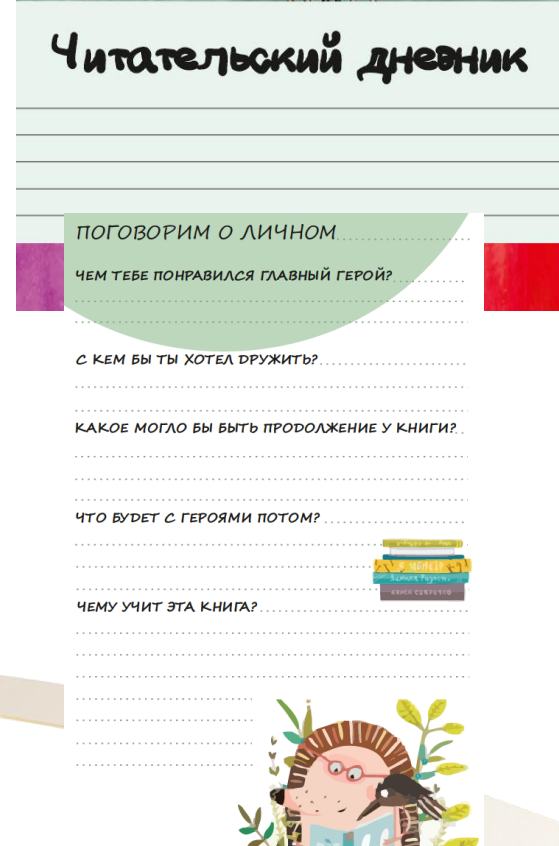 Читательский дневник
ПОГОВОРИМ О ЛИЧНОМ
ЧЕМ ТЕБЕ ПОНРАВИЛСЯ ГЛАВНЫЙ ГЕРОЙ?
С КЕМ БЫ ТЫ ХОТЕЛ ДРУЖИТЬ?
КАКОЕ МОГЛО БЫ БЫТЬ ПРОДОЛЖЕНИЕ У КНИГИ?
ЧТО БУДЕТ С ГЕРОЯМИ ПОТОМ?
ЧЕМУ УЧИТ ЭТА КНИГА?